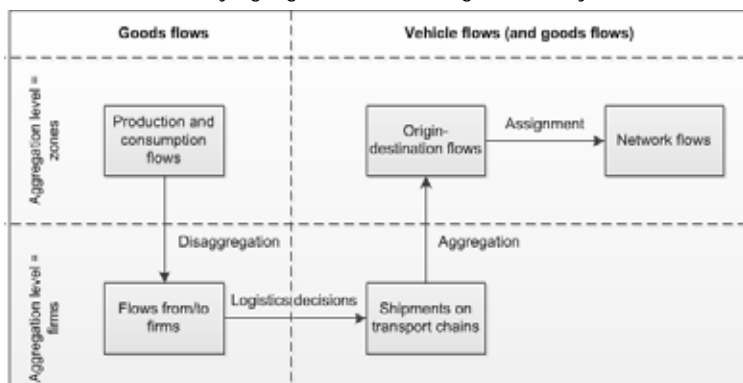 Goods flows
Vehicle flows (and goods flows)
Aggregation level =
zones
Production and
consumption
flows
Origin-
destination flows
Assignment
Network flows
Disaggregation
Aggregation
Aggregation level =
firms
Flows from/to
firms
Logistics decisions
Shipments on
transport chains